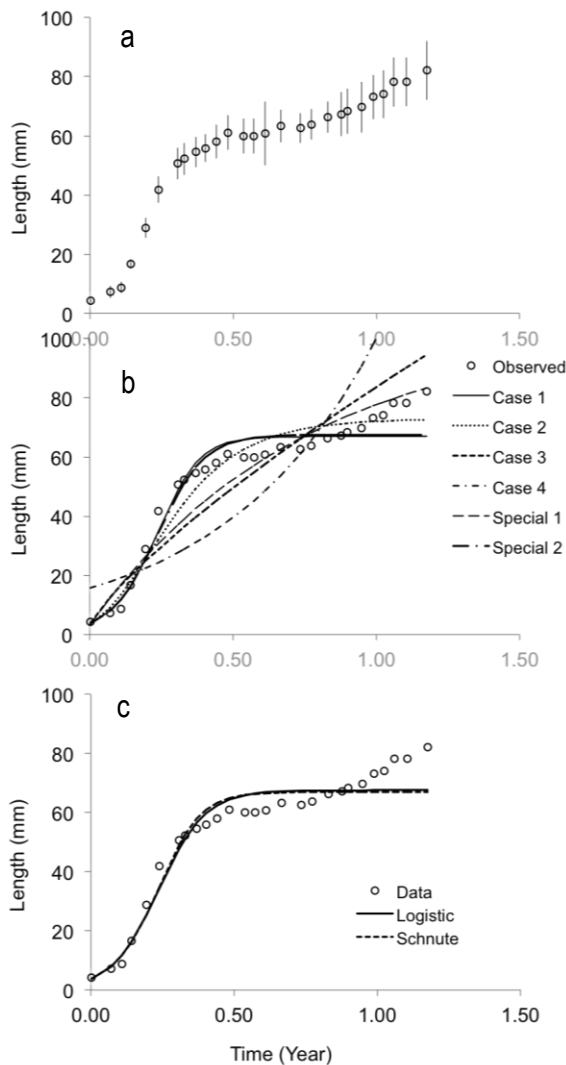 a
100
80
60
40
20
0
Length (mm)
0.00 0.50 1.00 1.50
b
100
80
60
40
20
0
Length (mm)
0.00 0.50 1.00 1.50
Observed
Case 1
Case 2
Case 3
Case 4
Special 1
Special 2
c
100
80
60
40
20
0
Length (mm)
Data
Logistic
Schnute
0.00 0.50 1.00 1.50
Time (Year)